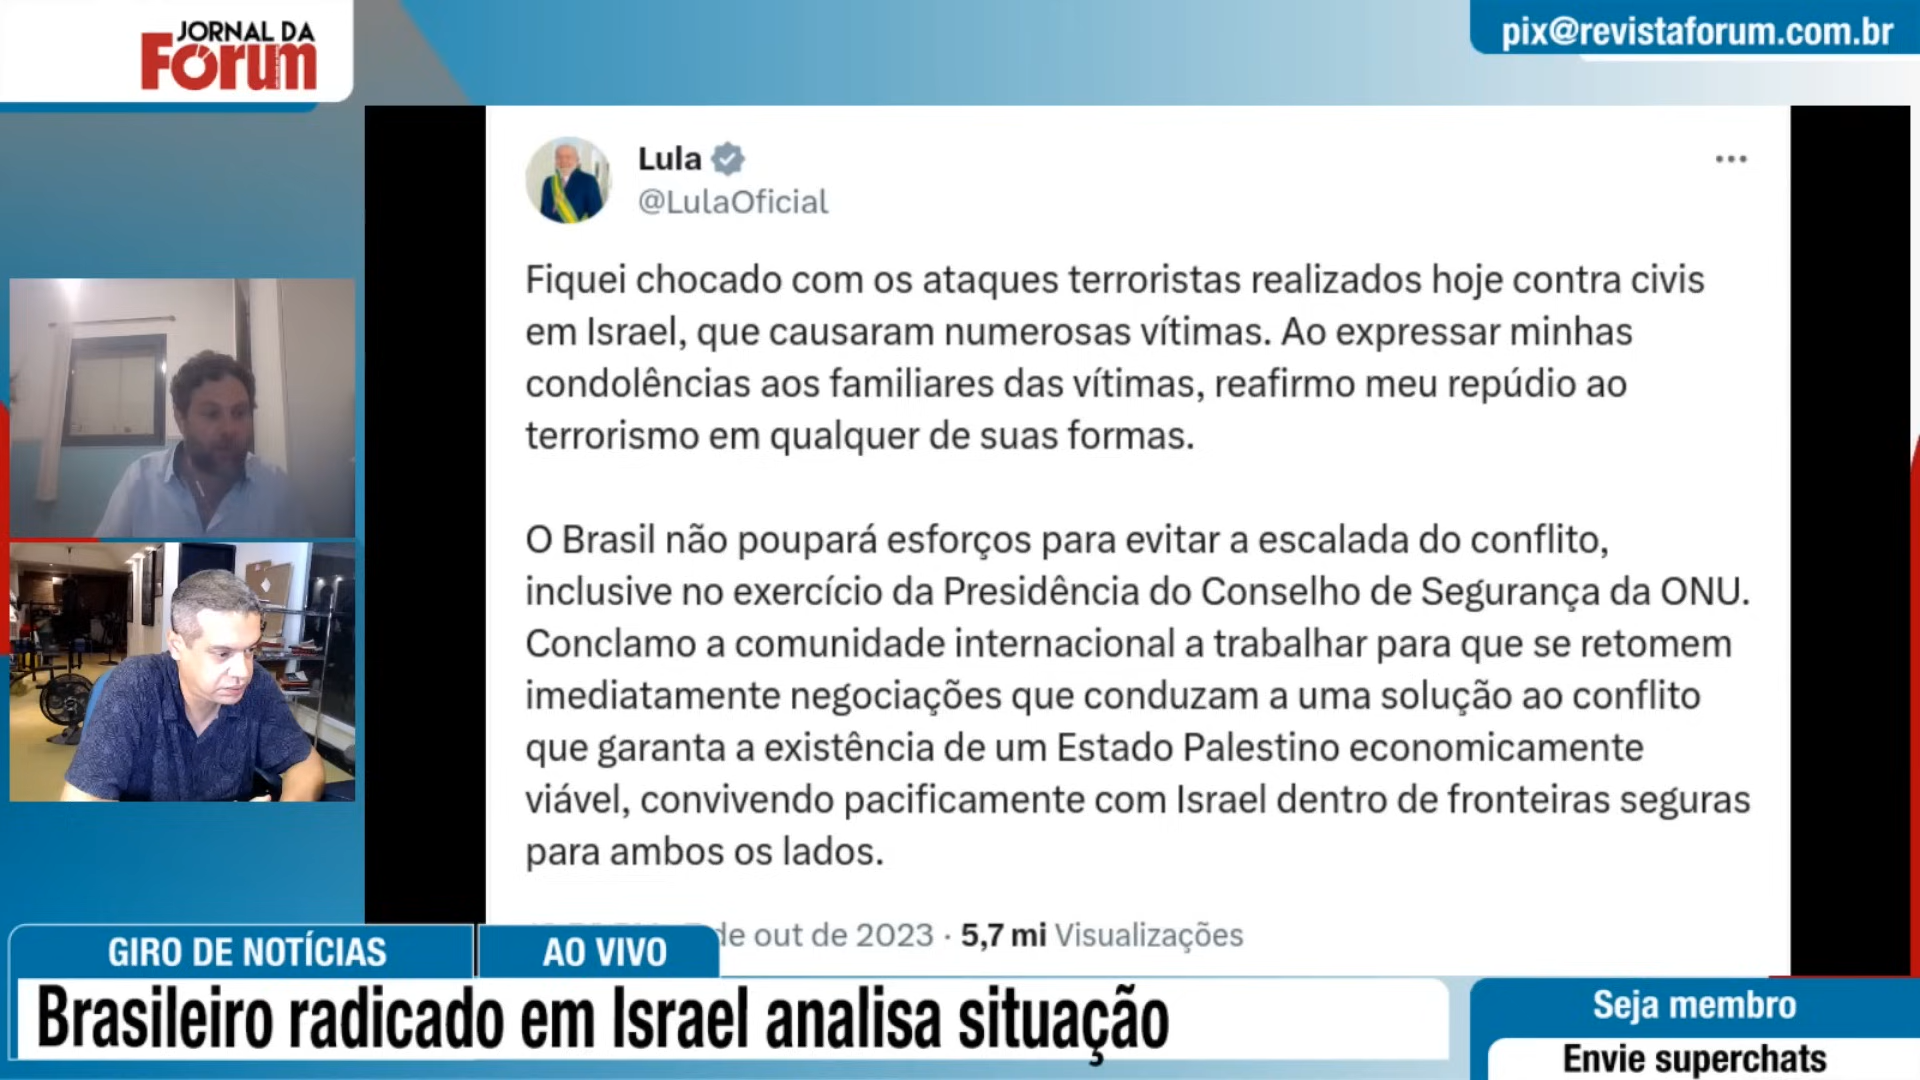 JORNAL DA
Fórum
pix@revistaforum.com.br
Lula
@LulaOficial
Fiquei chocado com os ataques terroristas realizados hoje contra civis
em Israel, que causaram numerosas vítimas. Ao expressar minhas
condolências aos familiares das vítimas, reafirmo meu repúdio ao
terrorismo em qualquer de suas formas.
O Brasil não poupará esforços para evitar a escalada do conflito,
inclusive no exercício da Presidência do Conselho de Segurança da ONU.
Conclamo a comunidade internacional a trabalhar para que se retomem
imediatamente negociações que conduzam a uma solução ao conflito
que garanta a existência de um Estado Palestino economicamente
viável, convivendo pacificamente com Israel dentro de fronteiras seguras
para ambos os lados.
de out de 2023 · 5,7 mi Visualizações
GIRO DE NOTÍCIAS
AO VIVO
Brasileiro radicado em Israel analisa situação
Seja membro
Envie superchats